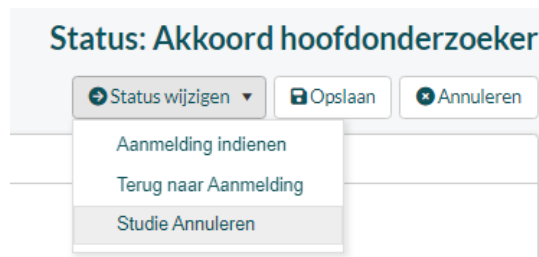 Status: Akkoord hoofdonderzoeker
Status wijzigen Opslaan Annuleren
Aanmelding indienen
Terug naar Aanmelding
Studie Annuleren